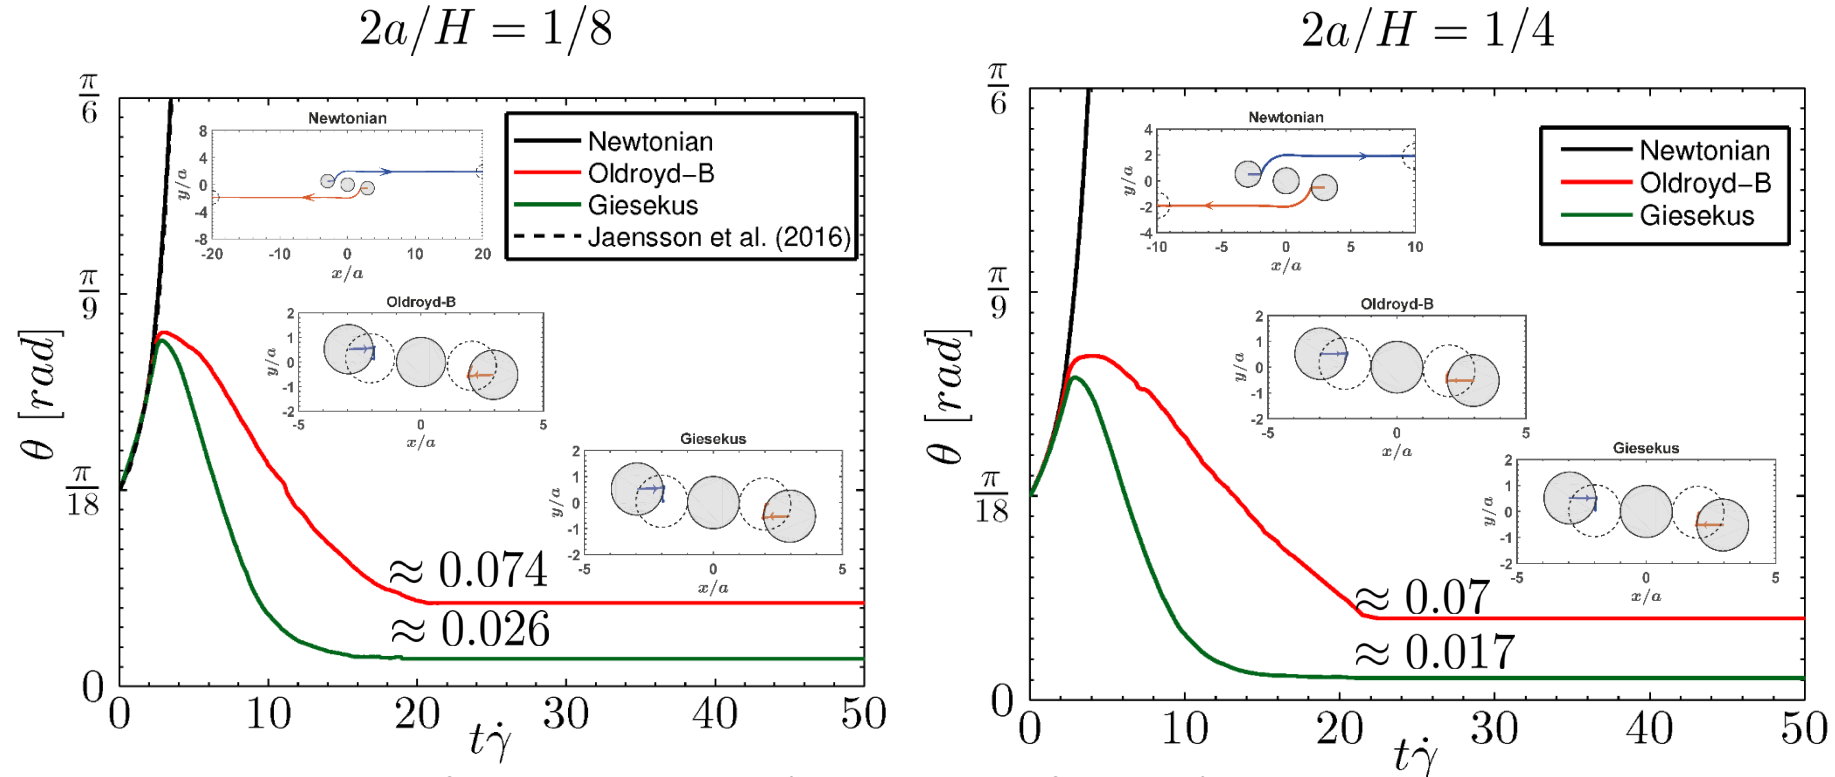 2a/H = 1/8
π/6
π/9
π/18
0
θ [rad]
0 10 20 30 40 50
tγ̇
Newtonian
Oldroyd−B
Giesekus
Jaensson et al. (2016)
Newtonian
8
4
0
-4
-8
y/a
-20 -10 0 10 20
x/a
Oldroyd-B
2
1
0
-1
-2
y/a
-5 0 5
x/a
Giesekus
2
1
0
-1
-2
y/a
-5 0 5
x/a
≈ 0.074
≈ 0.026
2a/H = 1/4
π/6
π/9
π/18
0
θ [rad]
0 10 20 30 40 50
tγ̇
Newtonian
Oldroyd−B
Giesekus
Newtonian
4
2
0
-2
-4
y/a
-10 -5 0 5 10
x/a
Oldroyd-B
2
1
0
-1
-2
y/a
-5 0 5
x/a
Giesekus
2
1
0
-1
-2
y/a
-5 0 5
x/a
≈ 0.07
≈ 0.017